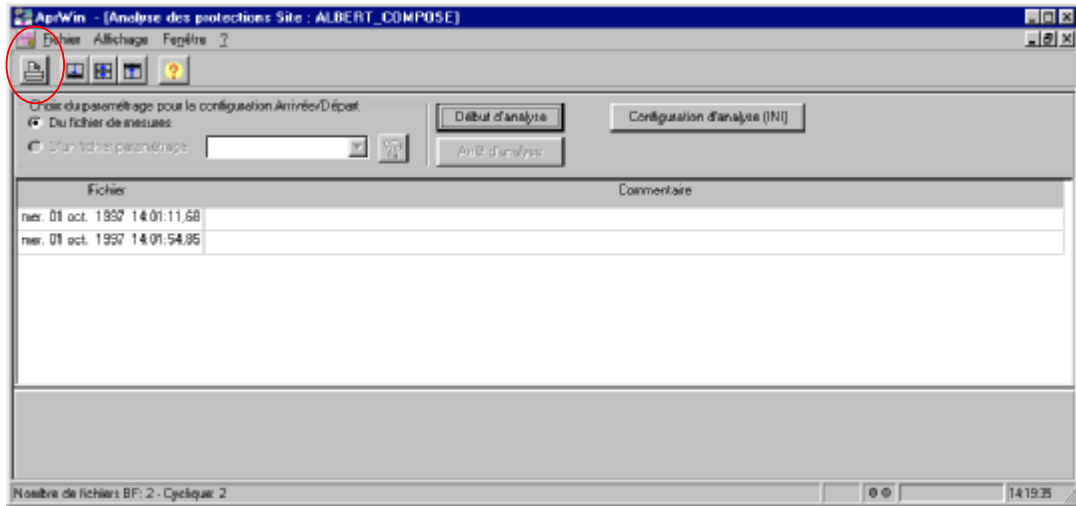 AprWin - [Analyse des protections Site : ALBERT_COMPOSE]
Fichier Affichage Fenêtre ?
Choix du paramétrage pour la configuration Arrivée/Départ
Du fichier de mesures
D'un fichier paramétrage
Début d'analyse
Arrêt d'analyse
Configuration d'analyse (INI)
Fichier Commentaire
mer. 01 oct. 1997 14:01:11,68
mer. 01 oct. 1997 14:01:54,85
Nombre de fichiers BF: 2 - Cyclique: 2
0 0
14:19:35